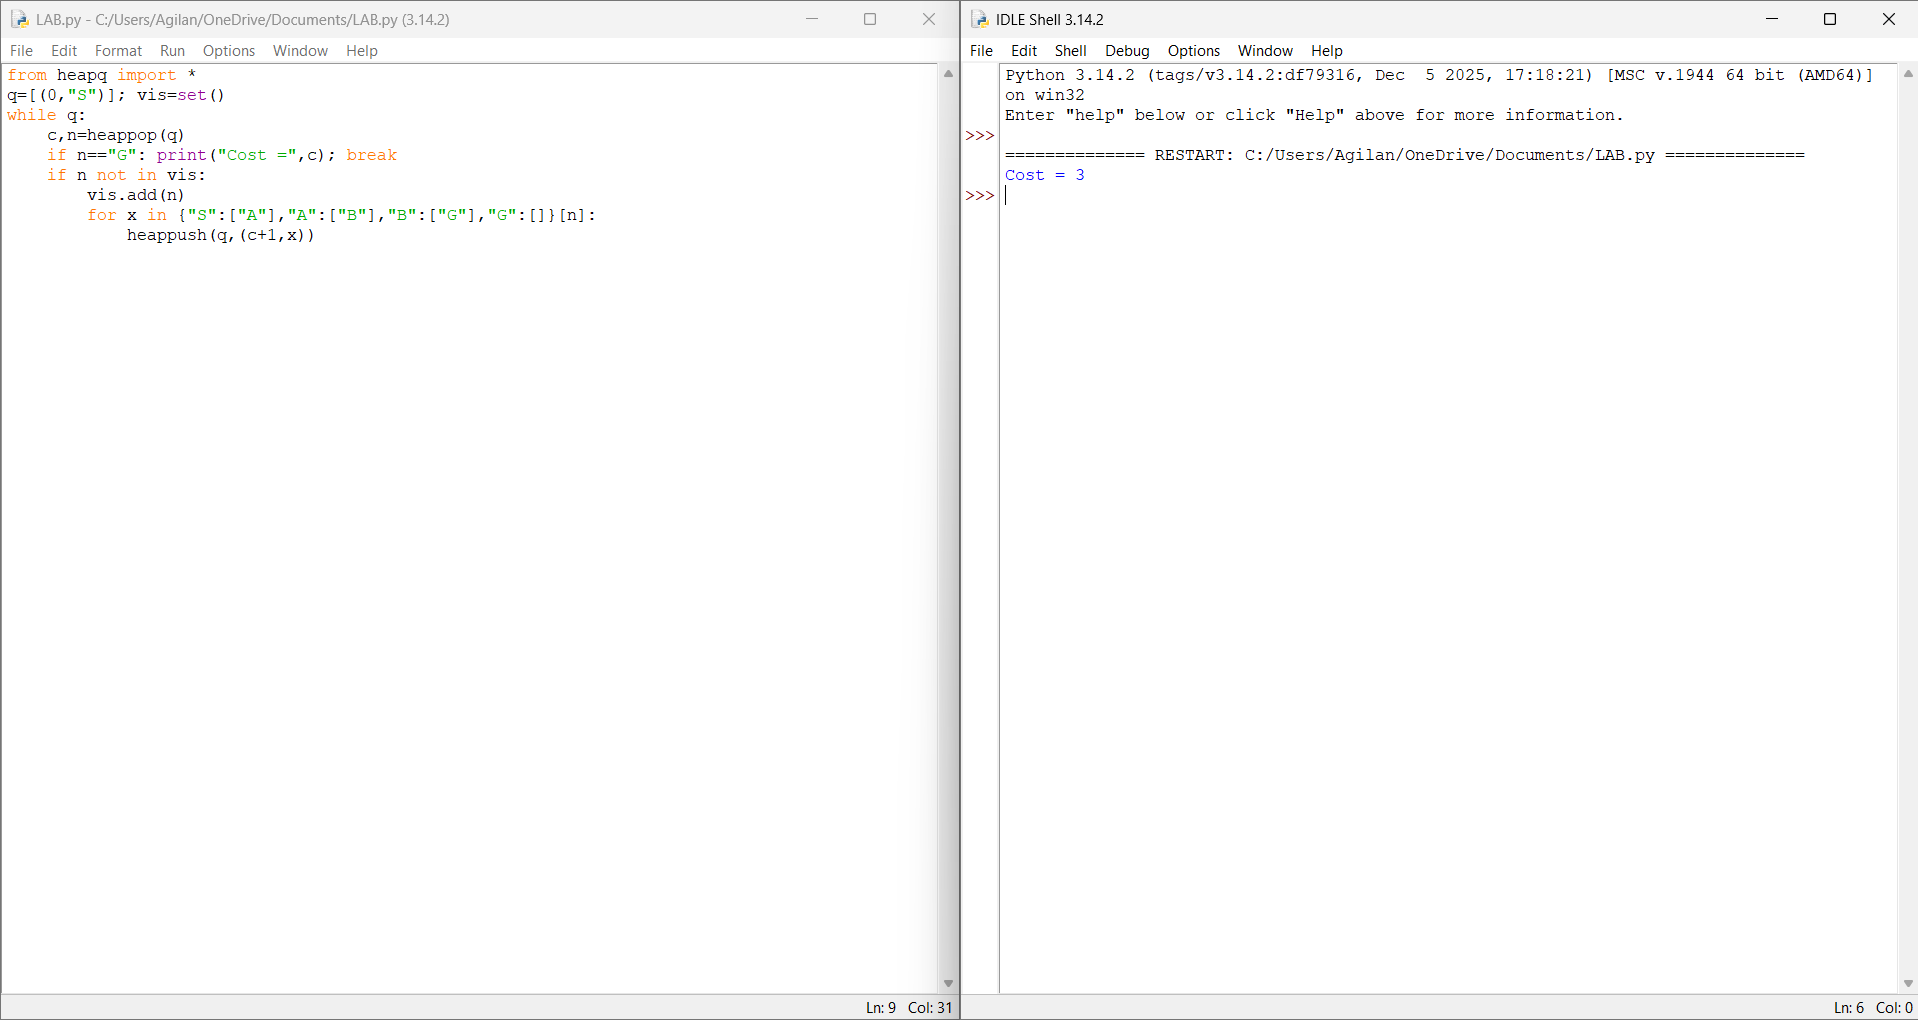 LAB.py - C:/Users/Agilan/OneDrive/Documents/LAB.py (3.14.2)
File Edit Format Run Options Window Help
from heapq import *
q=[(0,"S")]; vis=set()
while q:
    c,n=heappop(q)
    if n=="G": print("Cost =",c); break
    if n not in vis:
        vis.add(n)
        for x in {"S":["A"],"A":["B"],"B":["G"],"G":[]}[n]:
            heappush(q,(c+1,x))
Ln: 9 Col: 31
IDLE Shell 3.14.2
File Edit Shell Debug Options Window Help
Python 3.14.2 (tags/v3.14.2:df79316, Dec  5 2025, 17:18:21) [MSC v.1944 64 bit (AMD64)]
on win32
Enter "help" below or click "Help" above for more information.
>>>
============== RESTART: C:/Users/Agilan/OneDrive/Documents/LAB.py ==============
Cost = 3
>>>
Ln: 6 Col: 0